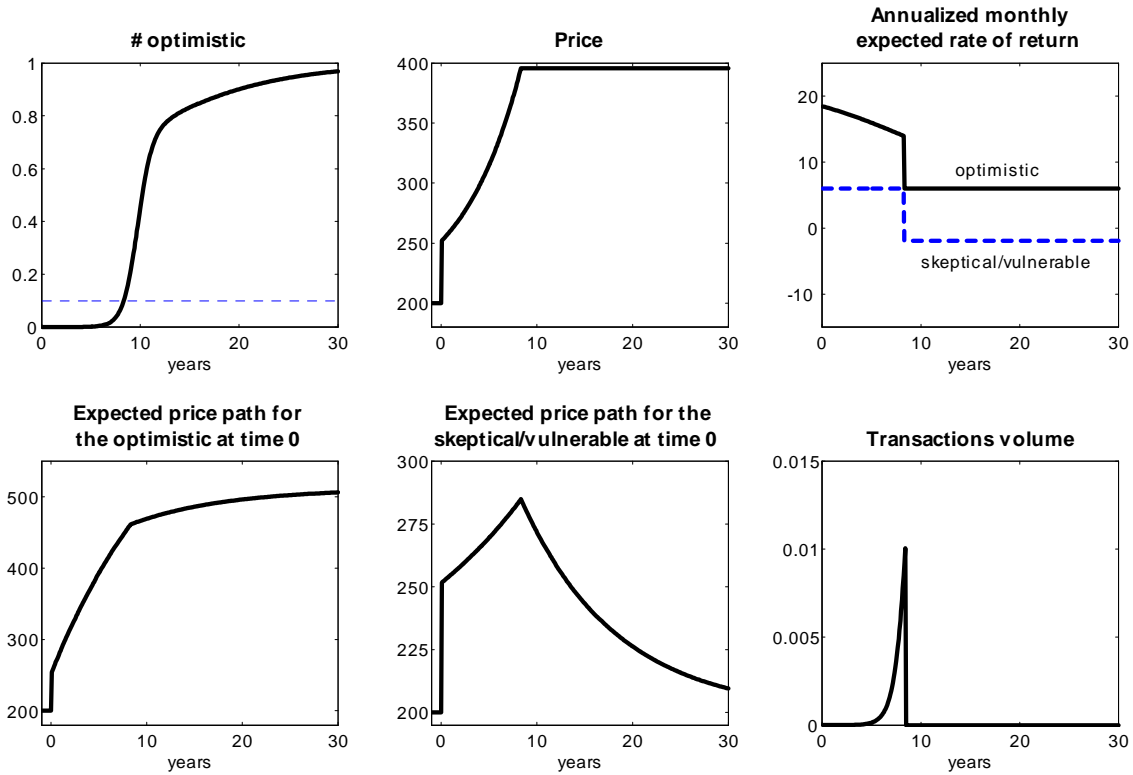 # optimistic
1
0.8
0.6
0.4
0.2
0
0 10 20 30
years
Price
400
350
300
250
200
0 10 20 30
years
Annualized monthly
expected rate of return
20
10
0
-10
optimistic
skeptical/vulnerable
0 10 20 30
years
Expected price path for
the optimistic at time 0
500
400
300
200
0 10 20 30
years
Expected price path for the
skeptical/vulnerable at time 0
300
275
250
225
200
0 10 20 30
years
Transactions volume
0.015
0.01
0.005
0
0 10 20 30
years